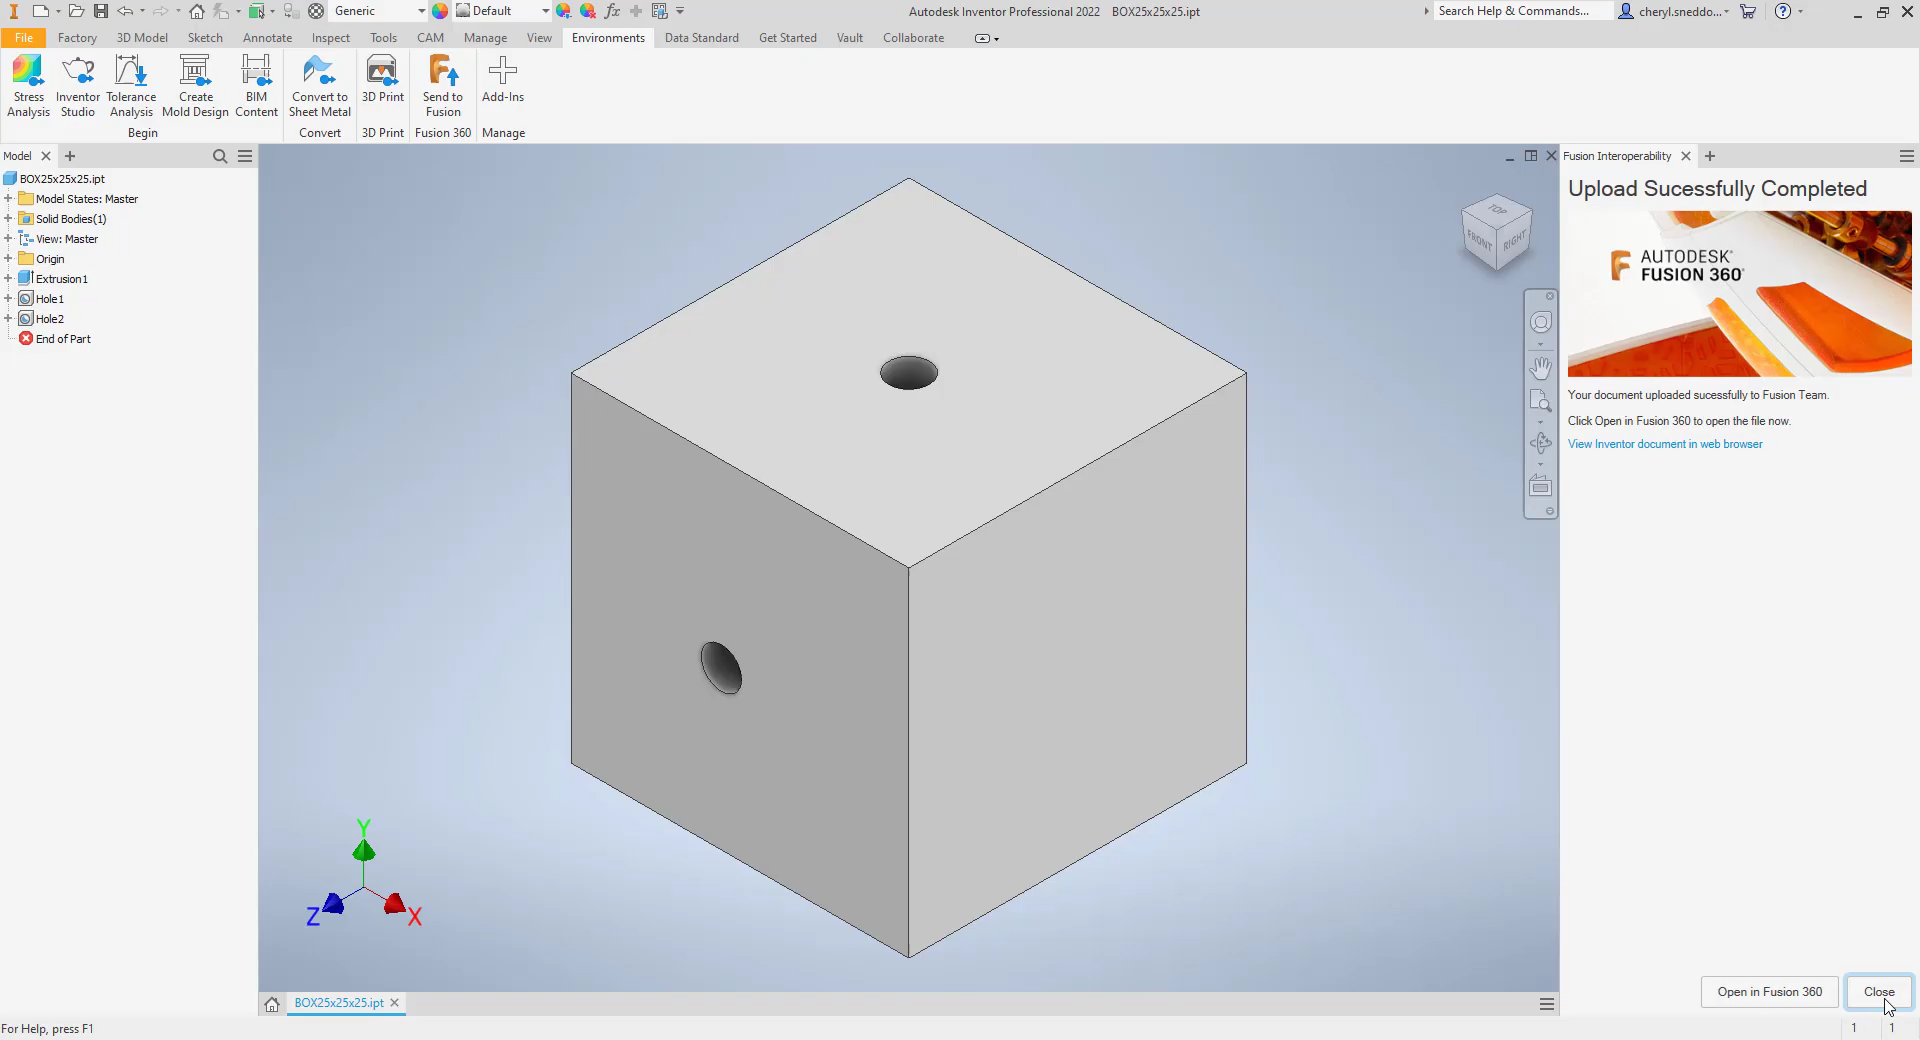 Generic
Default
Autodesk Inventor Professional 2022 BOX25x25x25.ipt
Search Help & Commands...
cheryl.sneddo...
File
Factory
3D Model
Sketch
Annotate
Inspect
Tools
CAM
Manage
View
Environments
Data Standard
Get Started
Vault
Collaborate
Stress
Analysis
Inventor
Studio
Tolerance
Analysis
Create
Mold Design
BIM
Content
Convert to
Sheet Metal
3D Print
Send to
Fusion
Add-Ins
Begin
Convert
3D Print
Fusion 360
Manage
Model
BOX25x25x25.ipt
Model States: Master
Solid Bodies(1)
View: Master
Origin
Extrusion1
Hole1
Hole2
End of Part
TOP
FRONT
RIGHT
Y
Z
X
Fusion Interoperability
Upload Sucessfully Completed
AUTODESK®
FUSION 360®
Your document uploaded sucessfully to Fusion Team.
Click Open in Fusion 360 to open the file now.
View Inventor document in web browser
Open in Fusion 360
Close
BOX25x25x25.ipt
For Help, press F1
1
1